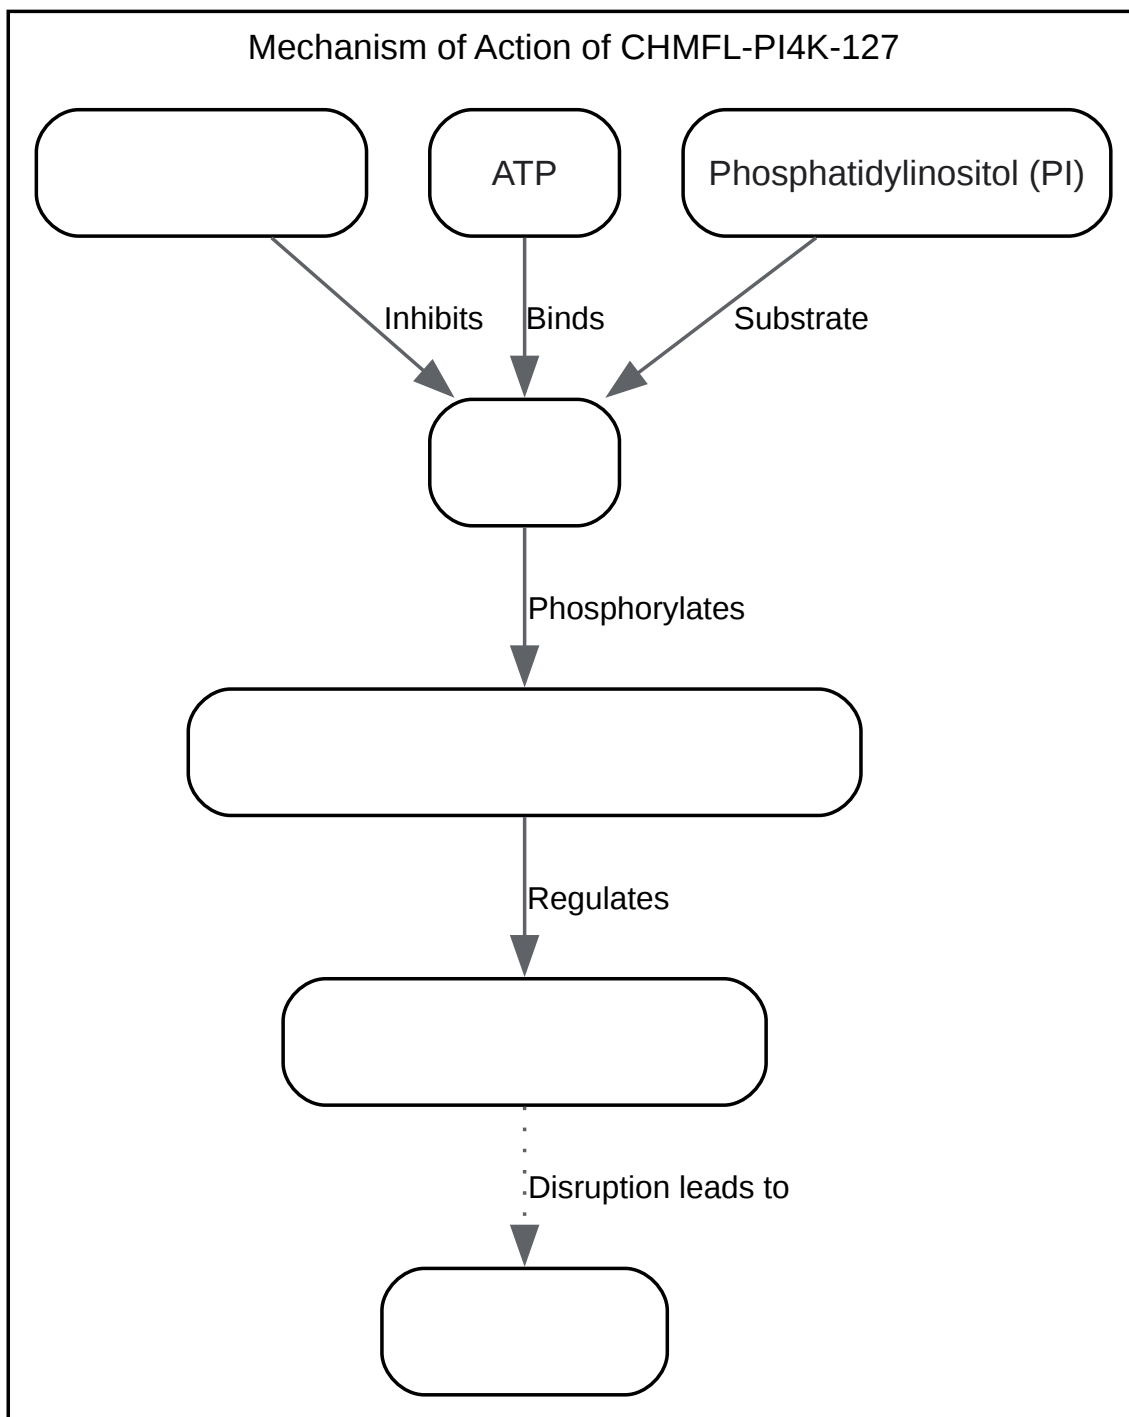 Mechanism of Action of CHMFL-PI4K-127
ATP
Phosphatidylinositol (PI)
Inhibits
Binds
Substrate
Phosphorylates
Regulates
Disruption leads to